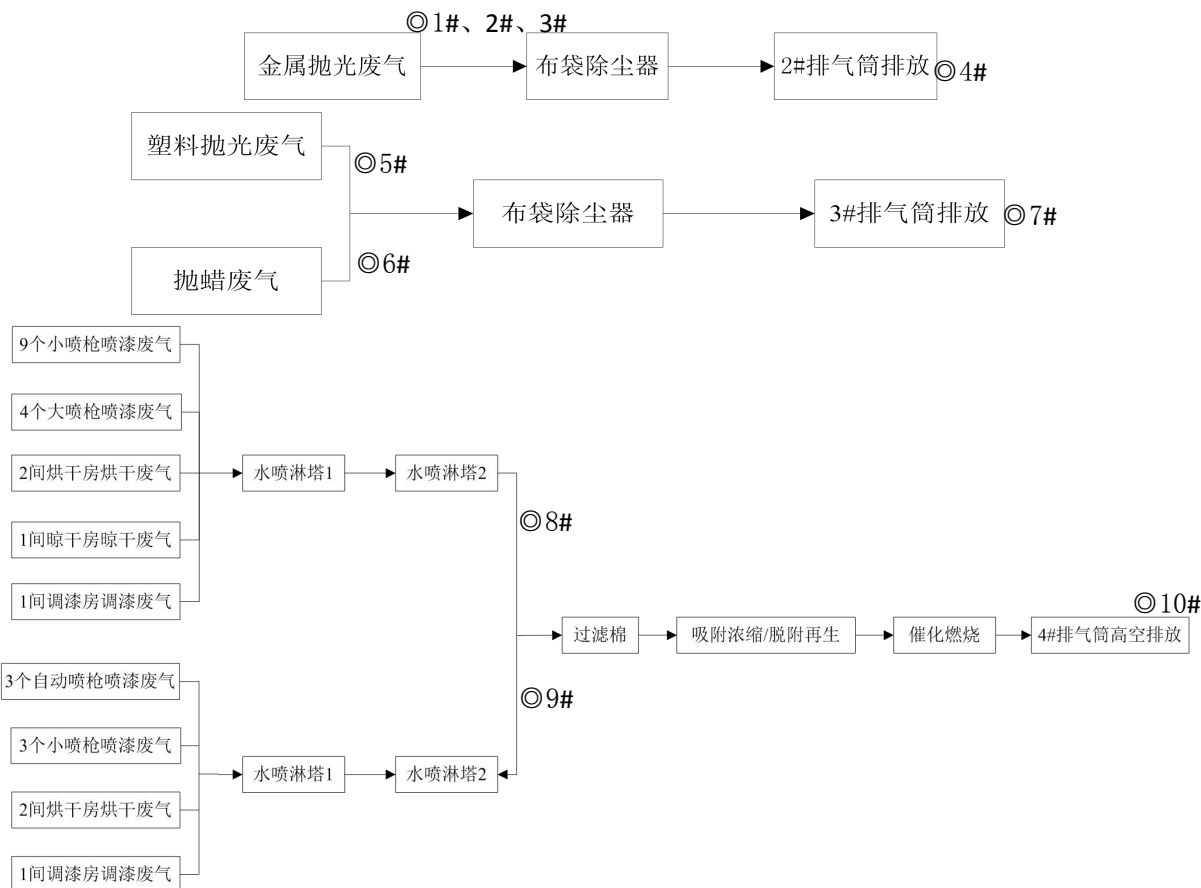 ◎1#、2#、3#
金属抛光废气
布袋除尘器
2#排气筒排放
◎4#
塑料抛光废气
◎5#
布袋除尘器
3#排气筒排放
◎7#
抛蜡废气
◎6#
9个小喷枪喷漆废气
4个大喷枪喷漆废气
2间烘干房烘干废气
水喷淋塔1
水喷淋塔2
◎8#
1间晾干房晾干废气
1间调漆房调漆废气
◎10#
过滤棉
吸附浓缩/脱附再生
催化燃烧
4#排气筒高空排放
3个自动喷枪喷漆废气
◎9#
3个小喷枪喷漆废气
水喷淋塔1
水喷淋塔2
2间烘干房烘干废气
1间调漆房调漆废气